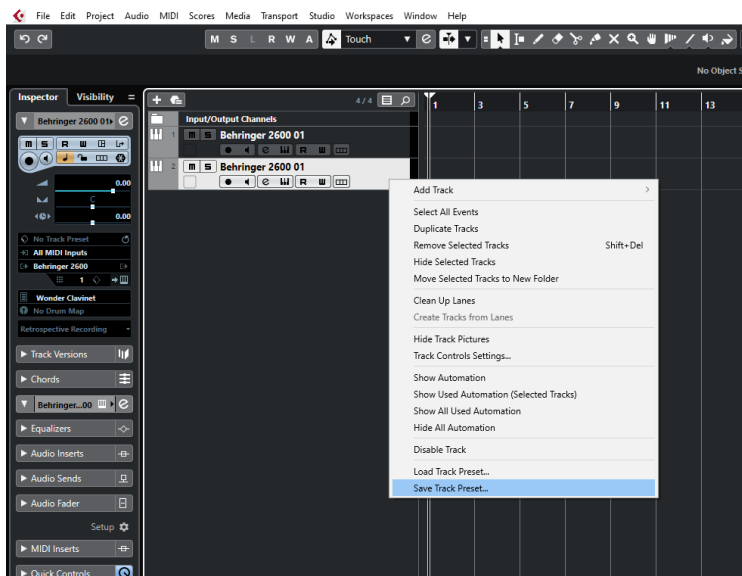 File Edit Project Audio MIDI Scores Media Transport Studio Workspaces Window Help
M S L R W A Touch
No Object S
Inspector Visibility
4 / 4
1 3 5 7 9 11 13
Behringer 2600 01
Input/Output Channels
m S R W
1 m S Behringer 2600 01
e R W
2 m S Behringer 2600 01
e R W
0.00
C
0.00
No Track Preset
All MIDI Inputs
Behringer 2600
1
Wonder Clavinet
No Drum Map
Retrospective Recording
Track Versions
Chords
Behringer...00
Equalizers
Audio Inserts
Audio Sends
Audio Fader
Setup
MIDI Inserts
Quick Controls
Add Track
Select All Events
Duplicate Tracks
Remove Selected Tracks Shift+Del
Hide Selected Tracks
Move Selected Tracks to New Folder
Clean Up Lanes
Create Tracks from Lanes
Hide Track Pictures
Track Controls Settings...
Show Automation
Show Used Automation (Selected Tracks)
Show All Used Automation
Hide All Automation
Disable Track
Load Track Preset...
Save Track Preset...